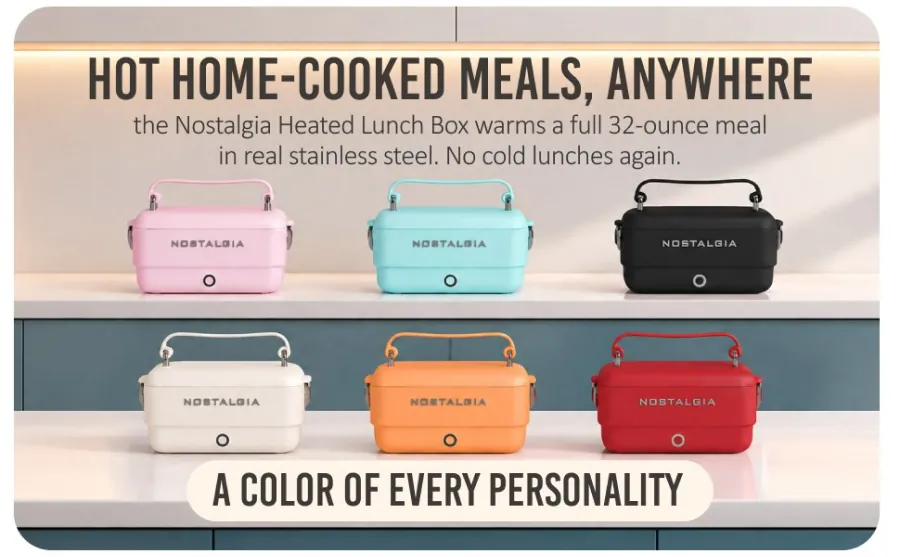 HOT HOME-COOKED MEALS, ANYWHERE
the Nostalgia Heated Lunch Box warms a full 32-ounce meal
in real stainless steel. No cold lunches again.
NOSTALGIA NOSTALGIA NOSTALGIA
NOSTALGIA NOSTALGIA NOSTALGIA
A COLOR OF EVERY PERSONALITY